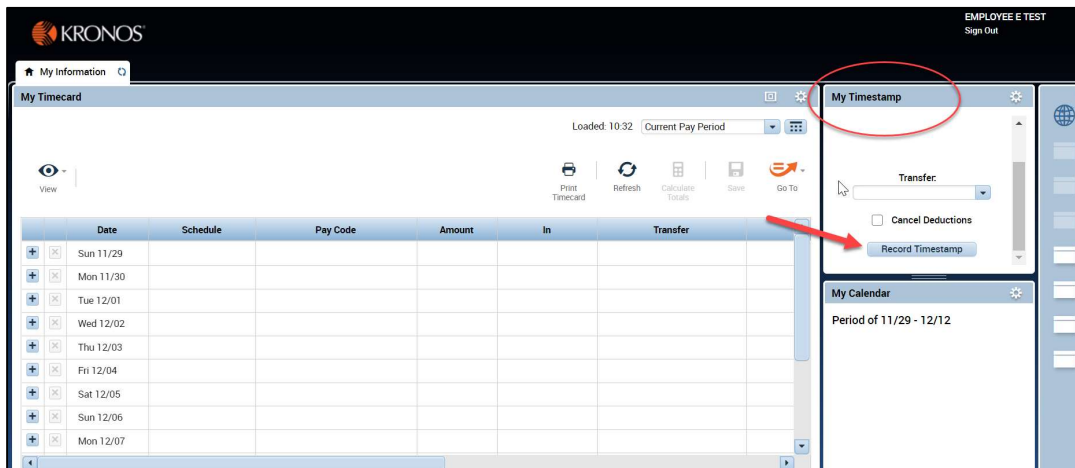 EMPLOYEE E TEST
KRONOS
Sign Out
My Information
My Timecard
My Timestamp
Loaded: 10:32 Current Pay Period
View
Print Timecard
Refresh
Calculate Totals
Save
Go To
Transfer:
Cancel Deductions
Record Timestamp
Date Schedule Pay Code Amount In Transfer
Sun 11/29
Mon 11/30
Tue 12/01
Wed 12/02
Thu 12/03
Fri 12/04
Sat 12/05
Sun 12/06
Mon 12/07
My Calendar
Period of 11/29 - 12/12